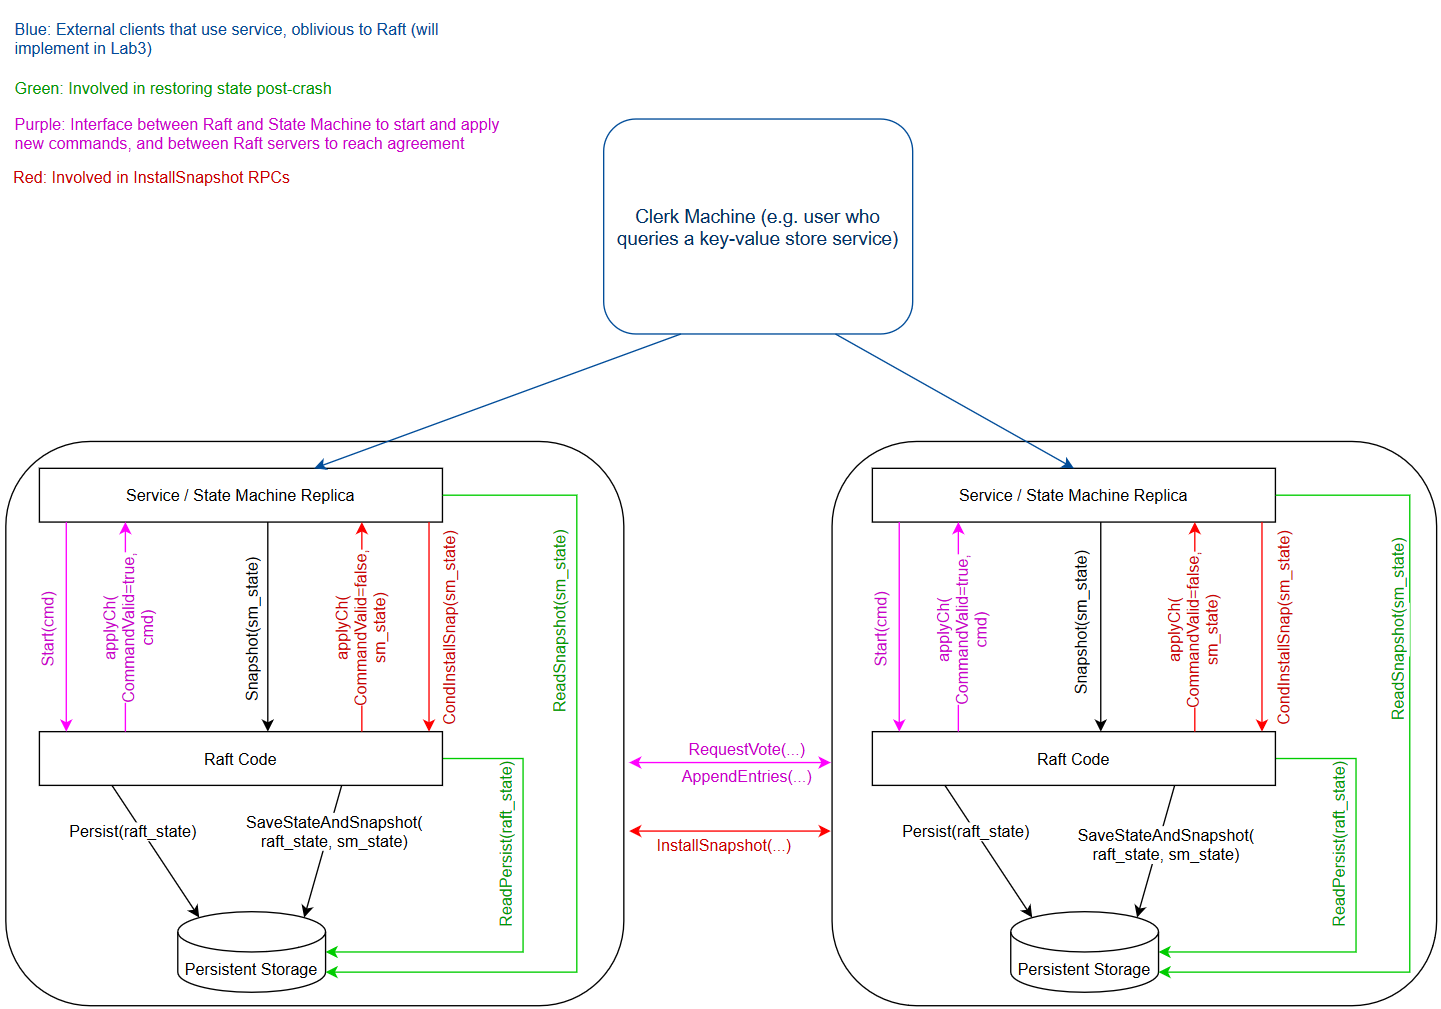 Blue: External clients that use service, oblivious to Raft (will
implement in Lab3)
Green: Involved in restoring state post-crash
Purple: Interface between Raft and State Machine to start and apply
new commands, and between Raft servers to reach agreement
Red: Involved in InstallSnapshot RPCs
Clerk Machine (e.g. user who
queries a key-value store service)
Service / State Machine Replica
Start(cmd)
applyCh(
CommandValid=true,
cmd)
Snapshot(sm_state)
applyCh(
CommandValid=false,
sm_state)
CondInstallSnap(sm_state)
ReadSnapshot(sm_state)
Raft Code
Persist(raft_state)
SaveStateAndSnapshot(
raft_state, sm_state)
ReadPersist(raft_state)
Persistent Storage
RequestVote(...)
AppendEntries(...)
InstallSnapshot(...)
Service / State Machine Replica
Start(cmd)
applyCh(
CommandValid=true,
cmd)
Snapshot(sm_state)
applyCh(
CommandValid=false,
sm_state)
CondInstallSnap(sm_state)
ReadSnapshot(sm_state)
Raft Code
Persist(raft_state)
SaveStateAndSnapshot(
raft_state, sm_state)
ReadPersist(raft_state)
Persistent Storage